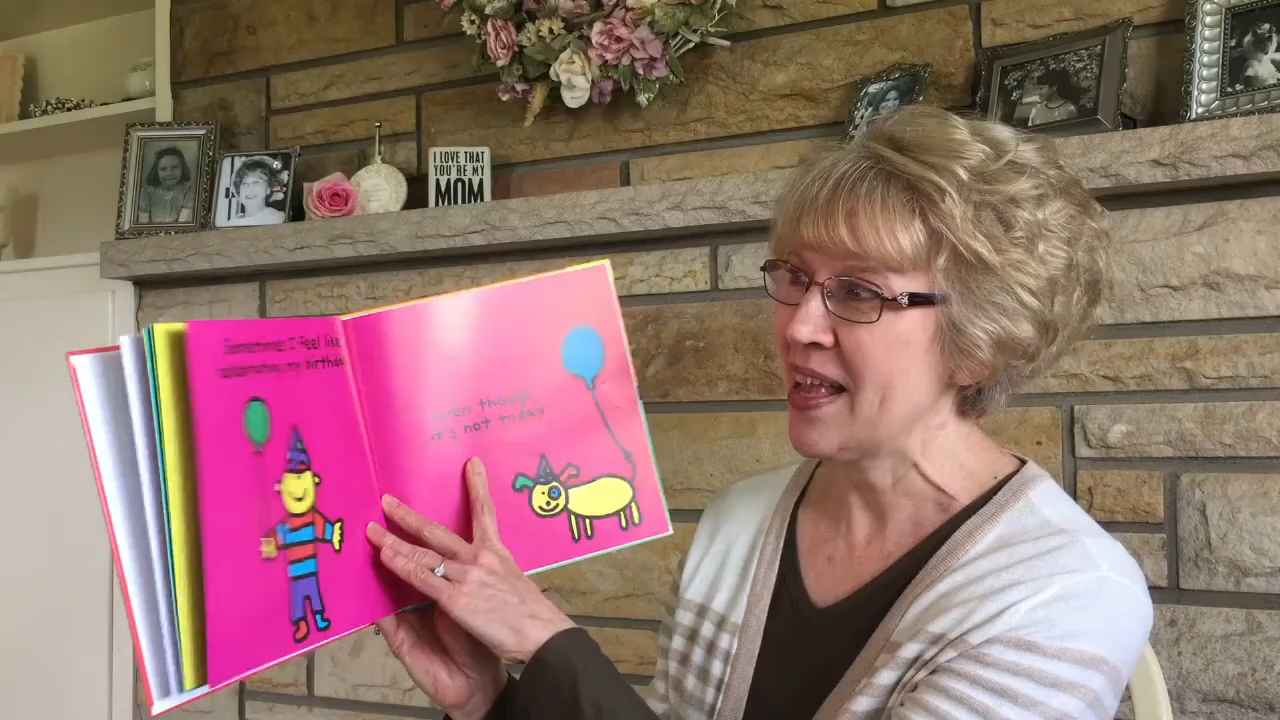 I LOVE THAT
YOU'RE MY
MOM
Sometimes I feel like
celebrating my birthday
even though
it's not today